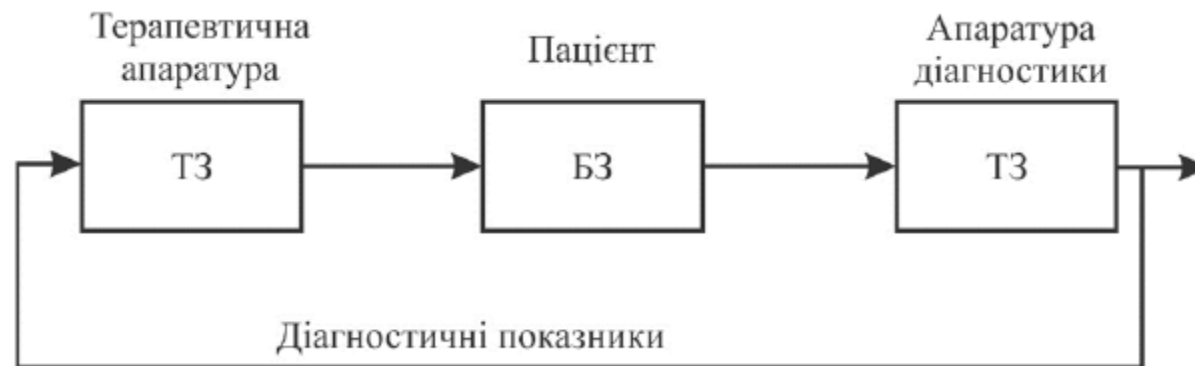 Терапевтична
апаратура
Пацієнт
Апаратура
діагностики
ТЗ
БЗ
ТЗ
Діагностичні показники